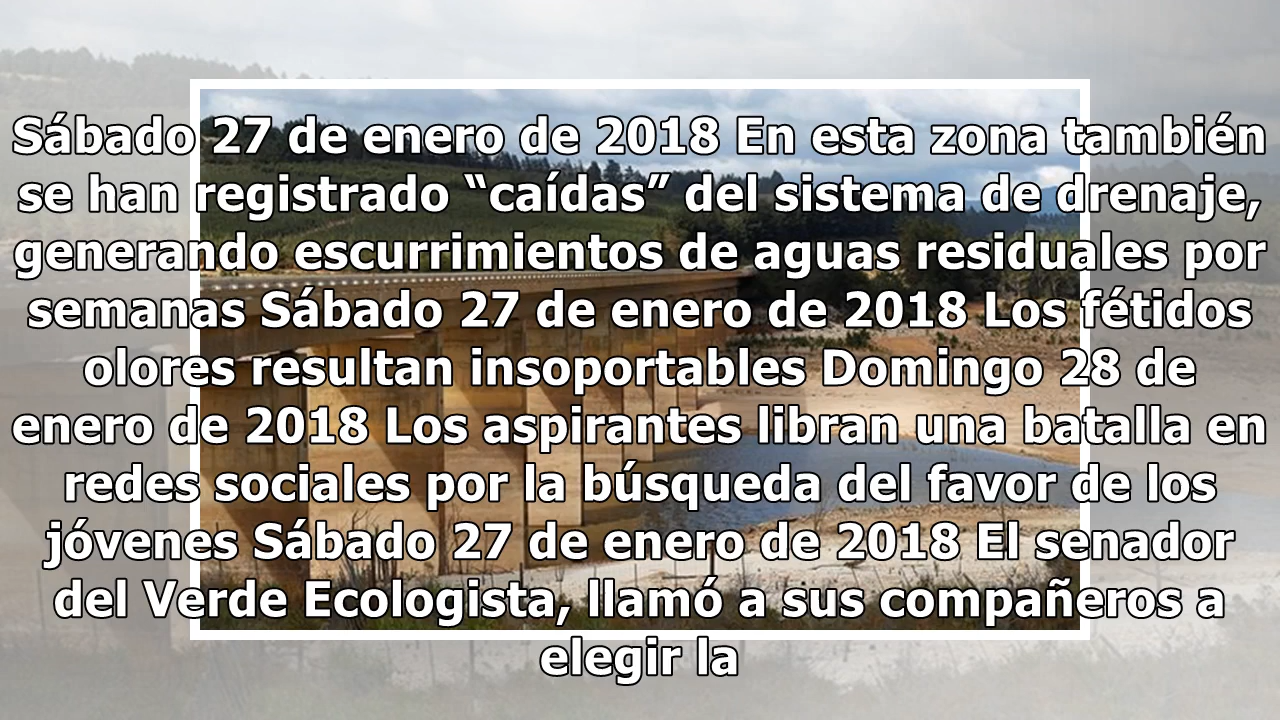 Sábado 27 de enero de 2018 En esta zona también
se han registrado “caídas” del sistema de drenaje,
generando escurrimientos de aguas residuales por
semanas Sábado 27 de enero de 2018 Los fétidos
olores resultan insoportables Domingo 28 de
enero de 2018 Los aspirantes libran una batalla en
redes sociales por la búsqueda del favor de los
jóvenes Sábado 27 de enero de 2018 El senador
del Verde Ecologista, llamó a sus compañeros a
elegir la